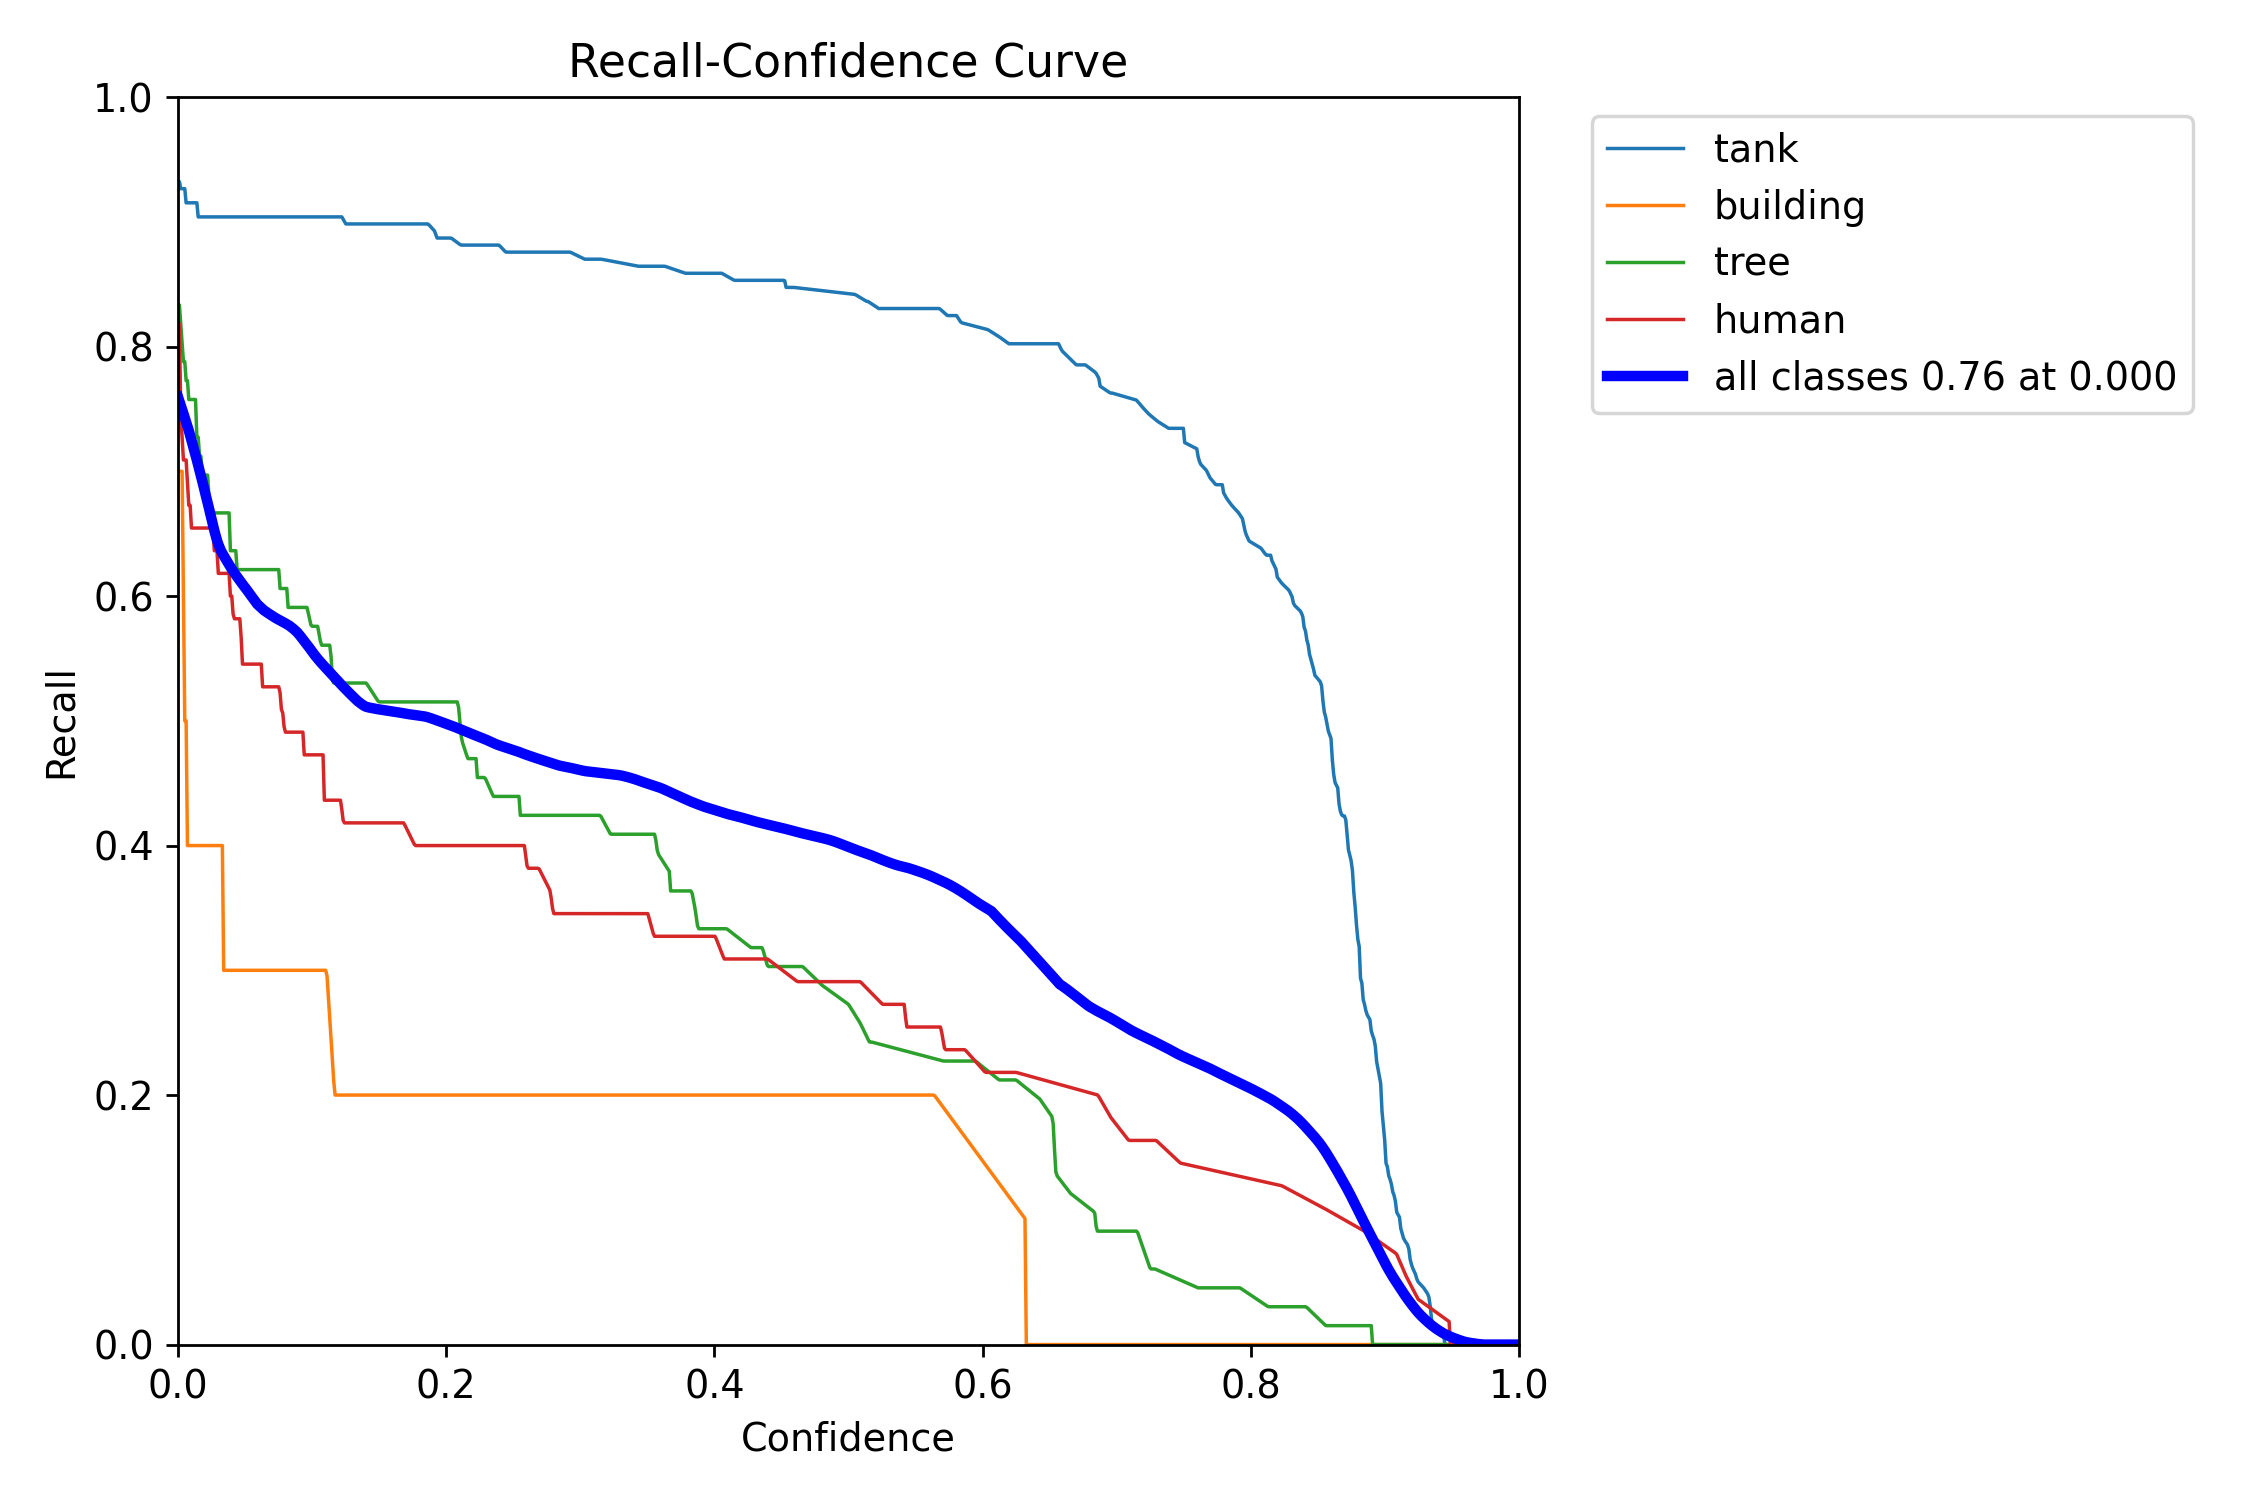 Recall-Confidence Curve
1.0
0.8
0.6
0.4
0.2
0.0
Recall
0.0 0.2 0.4 0.6 0.8 1.0
Confidence
tank
building
tree
human
all classes 0.76 at 0.000